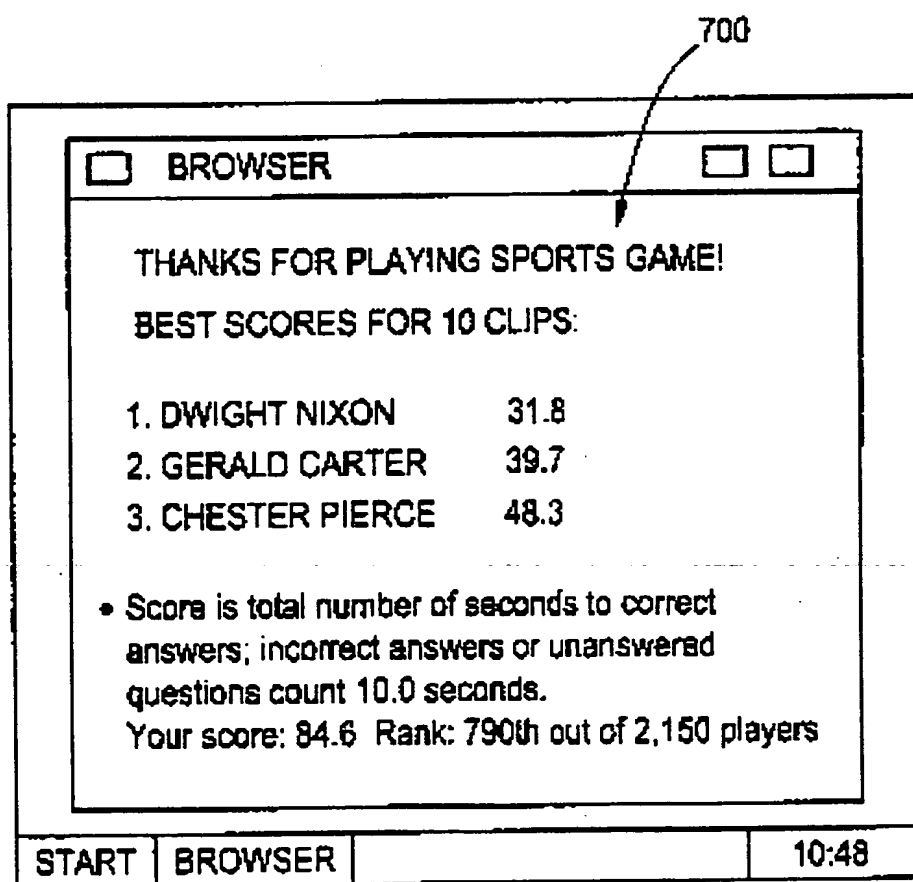 700
BROWSER
THANKS FOR PLAYING SPORTS GAME!
BEST SCORES FOR 10 CLIPS:
1. DWIGHT NIXON 31.8
2. GERALD CARTER 39.7
3. CHESTER PIERCE 48.3
• Score is total number of seconds to correct
answers; incorrect answers or unanswered
questions count 10.0 seconds.
Your score: 84.6 Rank: 790th out of 2,150 players
START BROWSER 10:48